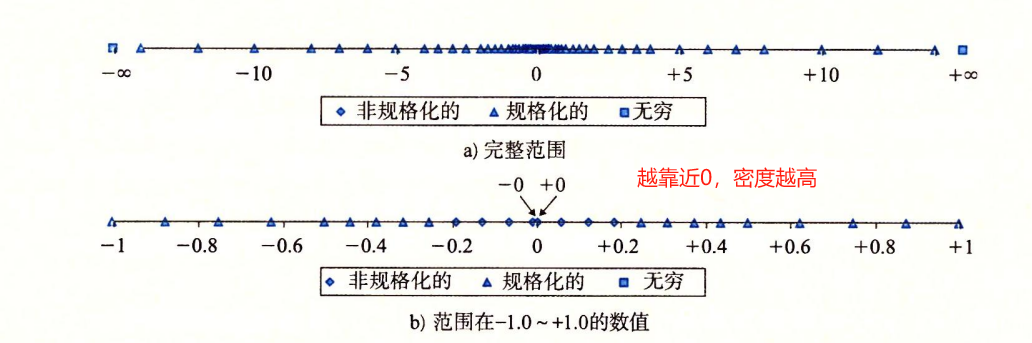 −∞ −10 −5 0 +5 +10 +∞
非规格化的 规格化的 无穷
a) 完整范围
越靠近0，密度越高
−0 +0
−1 −0.8 −0.6 −0.4 −0.2 0 +0.2 +0.4 +0.6 +0.8 +1
非规格化的 规格化的 无穷
b) 范围在−1.0～+1.0的数值